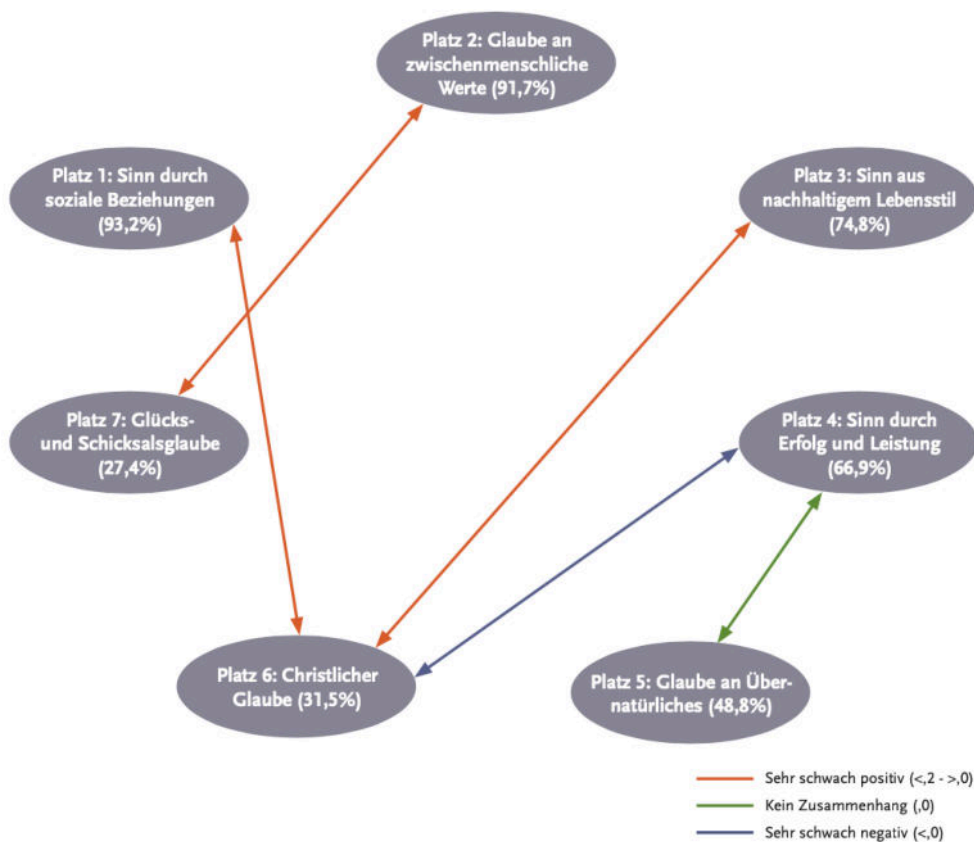 Platz 2: Glaube an
zwischenmenschliche
Werte (91,7%)
Platz 1: Sinn durch
soziale Beziehungen
(93,2%)
Platz 3: Sinn aus
nachhaltigem Lebensstil
(74,8%)
Platz 7: Glücks-
und Schicksalsglaube
(27,4%)
Platz 4: Sinn durch
Erfolg und Leistung
(66,9%)
Platz 6: Christlicher
Glaube (31,5%)
Platz 5: Glaube an Über-
natürliches (48,8%)
Sehr schwach positiv (<,2 - >,0)
Kein Zusammenhang (,0)
Sehr schwach negativ (<,0)